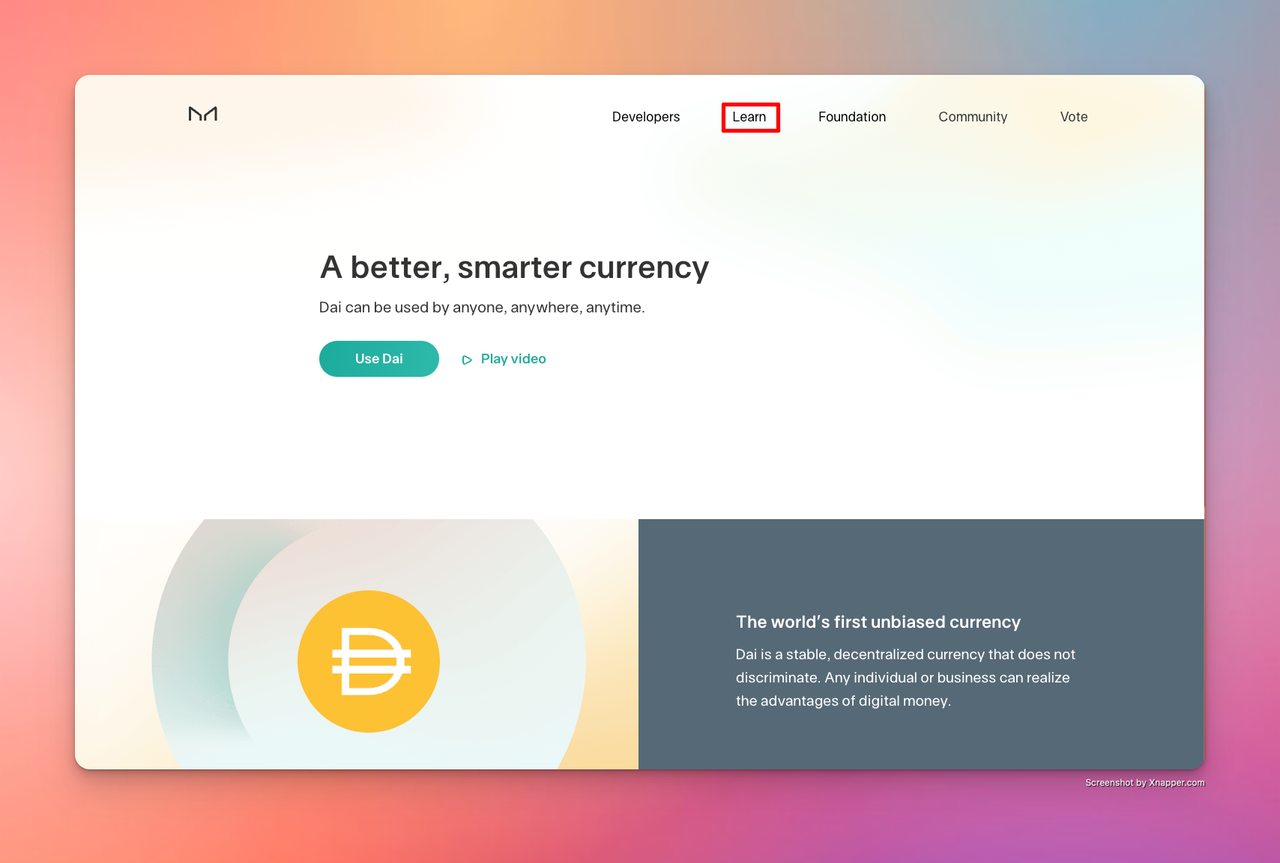 Developers Learn Foundation Community Vote
A better, smarter currency
Dai can be used by anyone, anywhere, anytime.
Use Dai Play video
The world's first unbiased currency
Dai is a stable, decentralized currency that does not
discriminate. Any individual or business can realize
the advantages of digital money.
Screenshot by Xnapper.com